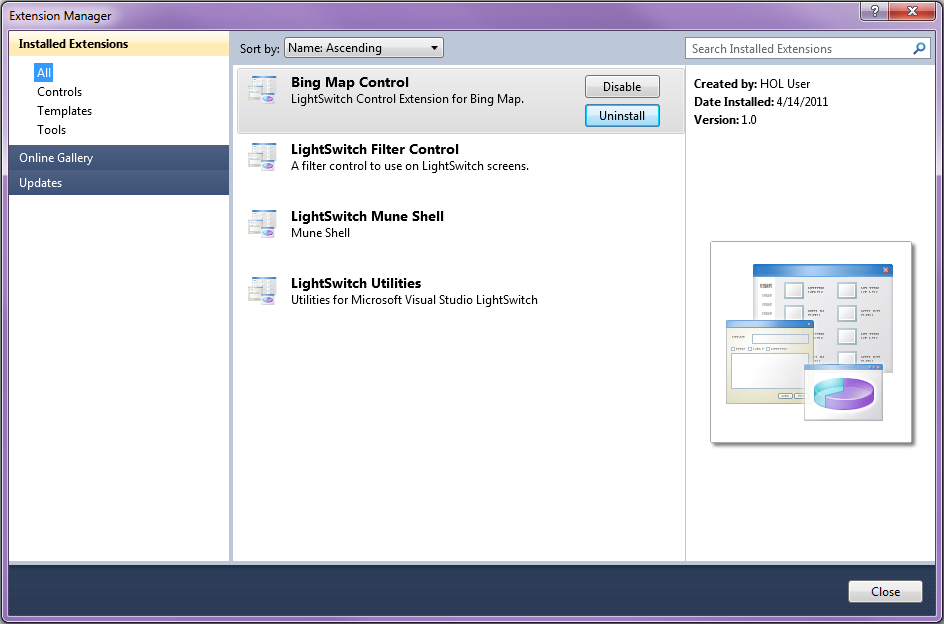 Extension Manager
?
Installed Extensions
All
Controls
Templates
Tools
Online Gallery
Updates
Sort by: Name: Ascending
Search Installed Extensions
Bing Map Control
LightSwitch Control Extension for Bing Map.
Disable
Uninstall
LightSwitch Filter Control
A filter control to use on LightSwitch screens.
LightSwitch Mune Shell
Mune Shell
LightSwitch Utilities
Utilities for Microsoft Visual Studio LightSwitch
Created by: HOL User
Date Installed: 4/14/2011
Version: 1.0
Close